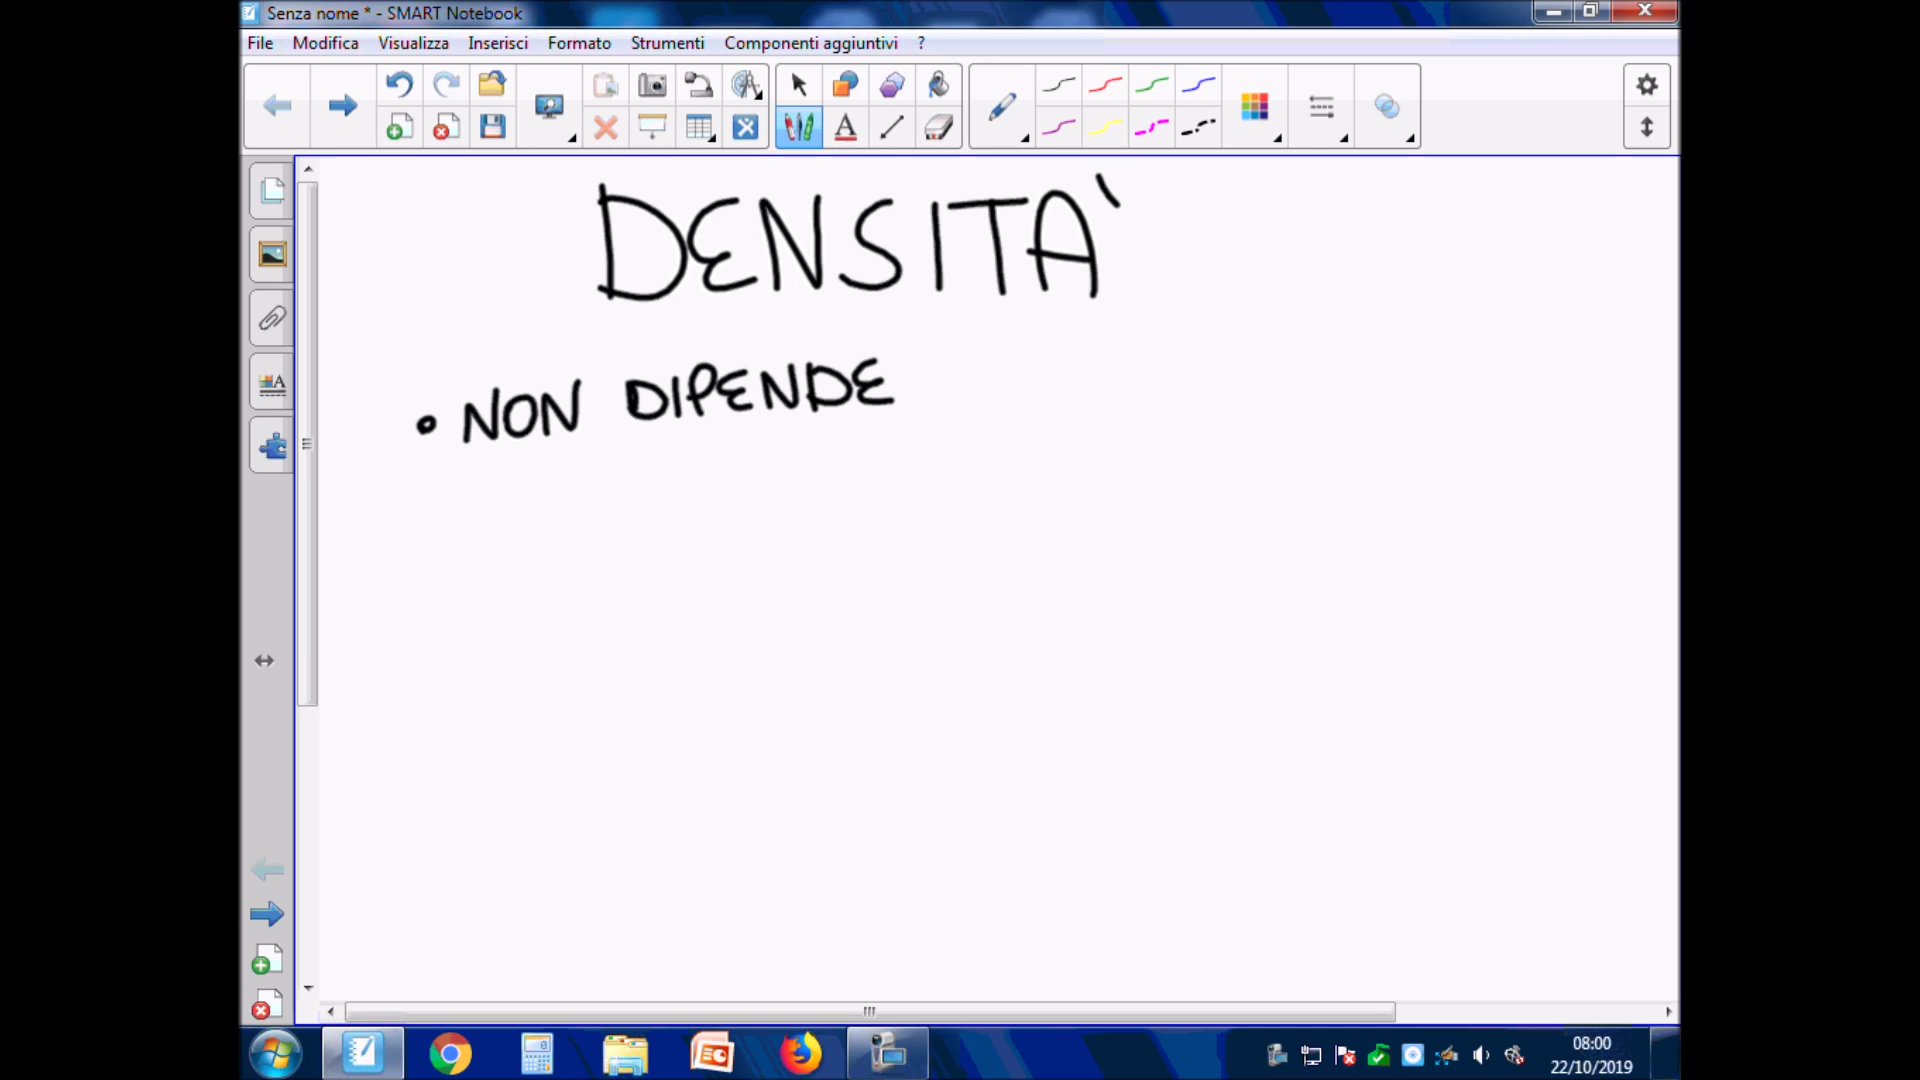 Senza nome * - SMART Notebook
File Modifica Visualizza Inserisci Formato Strumenti Componenti aggiuntivi ?
DENSITA'
• NON DIPENDE
08:00
22/10/2019